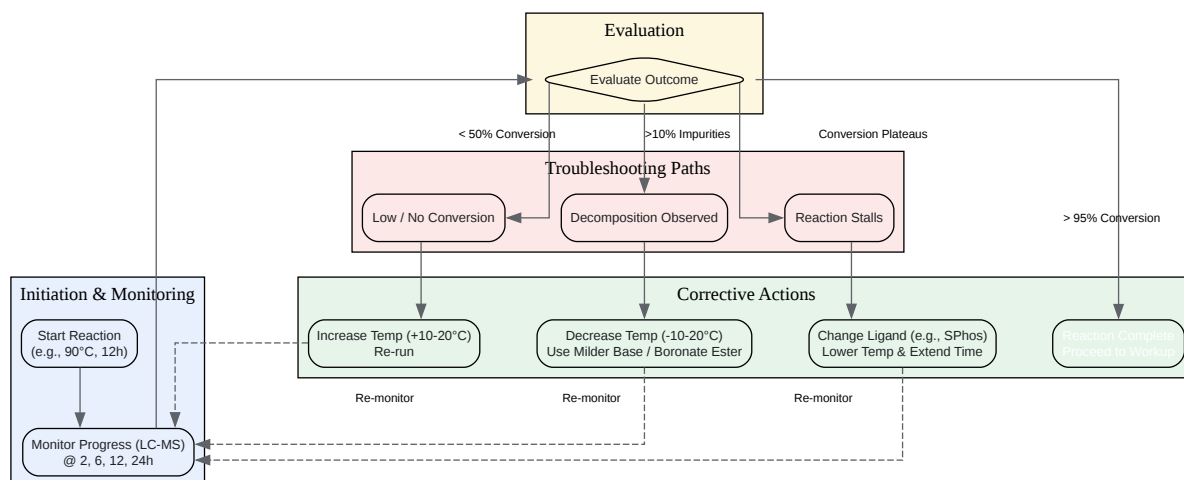 Evaluation
Evaluate Outcome
< 50% Conversion
>10% Impurities
Conversion Plateaus
Troubleshooting Paths
Low / No Conversion
Decomposition Observed
Reaction Stalls
> 95% Conversion
Initiation & Monitoring
Start Reaction
(e.g., 90°C, 12h)
Monitor Progress (LC-MS)
@ 2, 6, 12, 24h
Corrective Actions
Increase Temp (+10-20°C)
Re-run
Decrease Temp (-10-20°C)
Use Milder Base / Boronate Ester
Change Ligand (e.g., SPhos)
Lower Temp & Extend Time
Reaction Complete
Proceed to Workup
Re-monitor
Re-monitor
Re-monitor